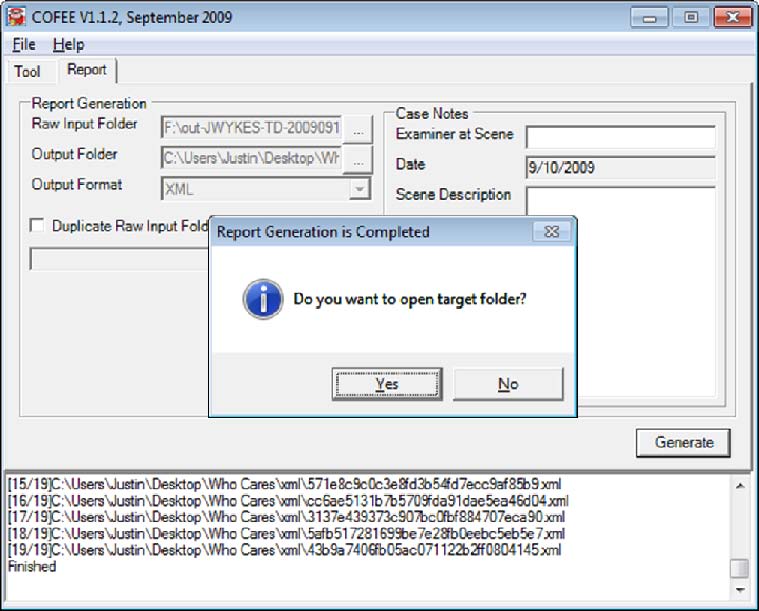 COFEE V1.1.2, September 2009
File Help
Tool Report
Report Generation
Raw Input Folder F:\out-JWYKES-TD-2009091 ...
Output Folder C:\Users\Justin\Desktop\Wh ...
Output Format XML
Duplicate Raw Input Fold
Case Notes
Examiner at Scene
Date 9/10/2009
Scene Description
Report Generation is Completed
Do you want to open target folder?
Yes No
Generate
[15/19]C:\Users\Justin\Desktop\Who Cares\xml\571e8c9c0c3e8fd3b54fd7ecc9af85b9.xml
[16/19]C:\Users\Justin\Desktop\Who Cares\xml\cc6ae5131b7b5709fda91dae5ea46d04.xml
[17/19]C:\Users\Justin\Desktop\Who Cares\xml\3137e439373c907bc0fbf884707eca90.xml
[18/19]C:\Users\Justin\Desktop\Who Cares\xml\5afb517281699be7e28fb0eebc5eb5e7.xml
[19/19]C:\Users\Justin\Desktop\Who Cares\xml\43b9a7406fb05ac071122b2ff0804145.xml
Finished